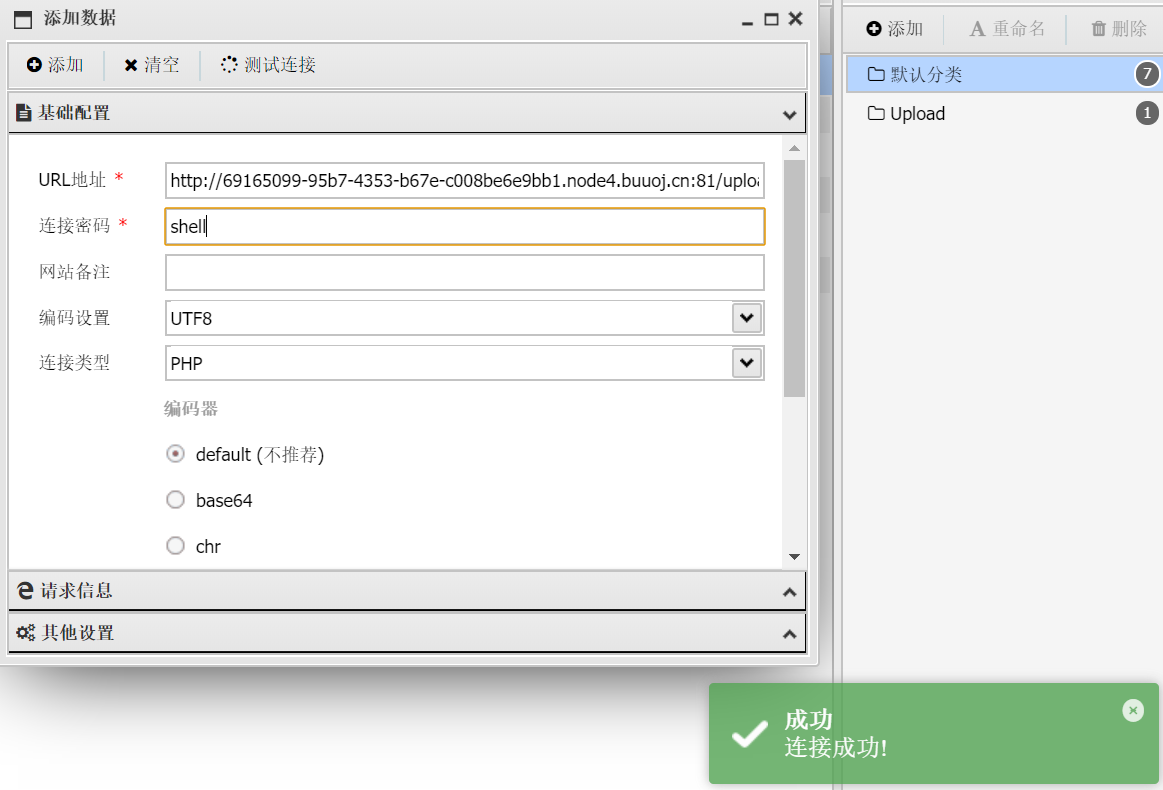 添加数据
添加 清空 测试连接
基础配置
URL地址 * http://69165099-95b7-4353-b67e-c008be6e9bb1.node4.buuoj.cn:81/uploa
连接密码 * shell
网站备注
编码设置 UTF8
连接类型 PHP
编码器
default (不推荐)
base64
chr
请求信息
其他设置
添加 A 重命名 删除
默认分类 7
Upload 1
成功
连接成功!